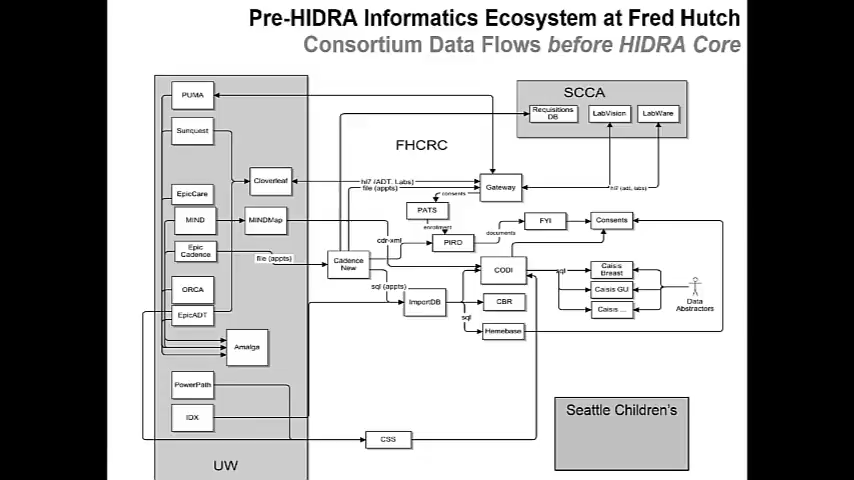 Pre-HIDRA Informatics Ecosystem at Fred Hutch
Consortium Data Flows before HIDRA Core
SCCA
Requisitions
DB
LabVision
LabWare
PUMA
Sunquest
FHCRC
Cloverleaf
hl7 (ADT, Labs)
file (appts)
Gateway
hl7 (adt, labs)
consents
EpicCare
PATS
MIND
MINDMap
enrollment
FYI
Consents
documents
cdr-xml
PIRO
Epic
Cadence
file (appts)
Cadence
New
CODI
sql
Caisis
Breast
ORCA
sql (appts)
Caisis GU
Data
Abstractors
EpicADT
ImportDB
CBR
Caisis ...
sql
Hemebase
Amalga
PowerPath
IDX
CSS
Seattle Children's
UW